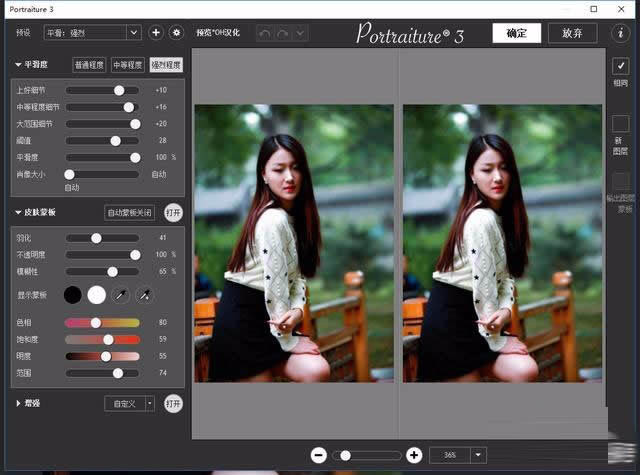 Portraiture 3
预设 平滑：强烈 预览*OH汉化 Portraiture® 3 确定 放弃
平滑度 普通程度 中等程度 强烈程度
上好细节 +10
中等程度细节 +16
大范围细节 +20
阈值 28
平滑度 100 %
肖像大小 自动
自动
皮肤蒙板 自动蒙板关闭 打开
羽化 41
不透明度 100 %
模糊性 65 %
显示蒙板
色相 80
饱和度 59
明度 55
范围 74
增强 自定义 打开
相同
新
图层
输出图层
蒙板
36%